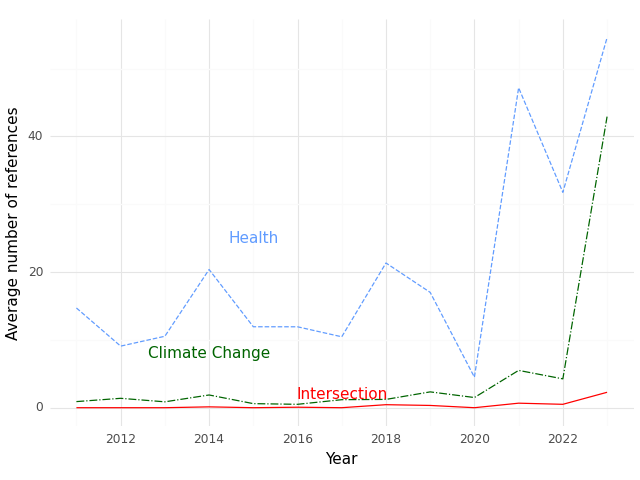 Average number of references
40
20
0
Health
Climate Change
Intersection
2012 2014 2016 2018 2020 2022
Year